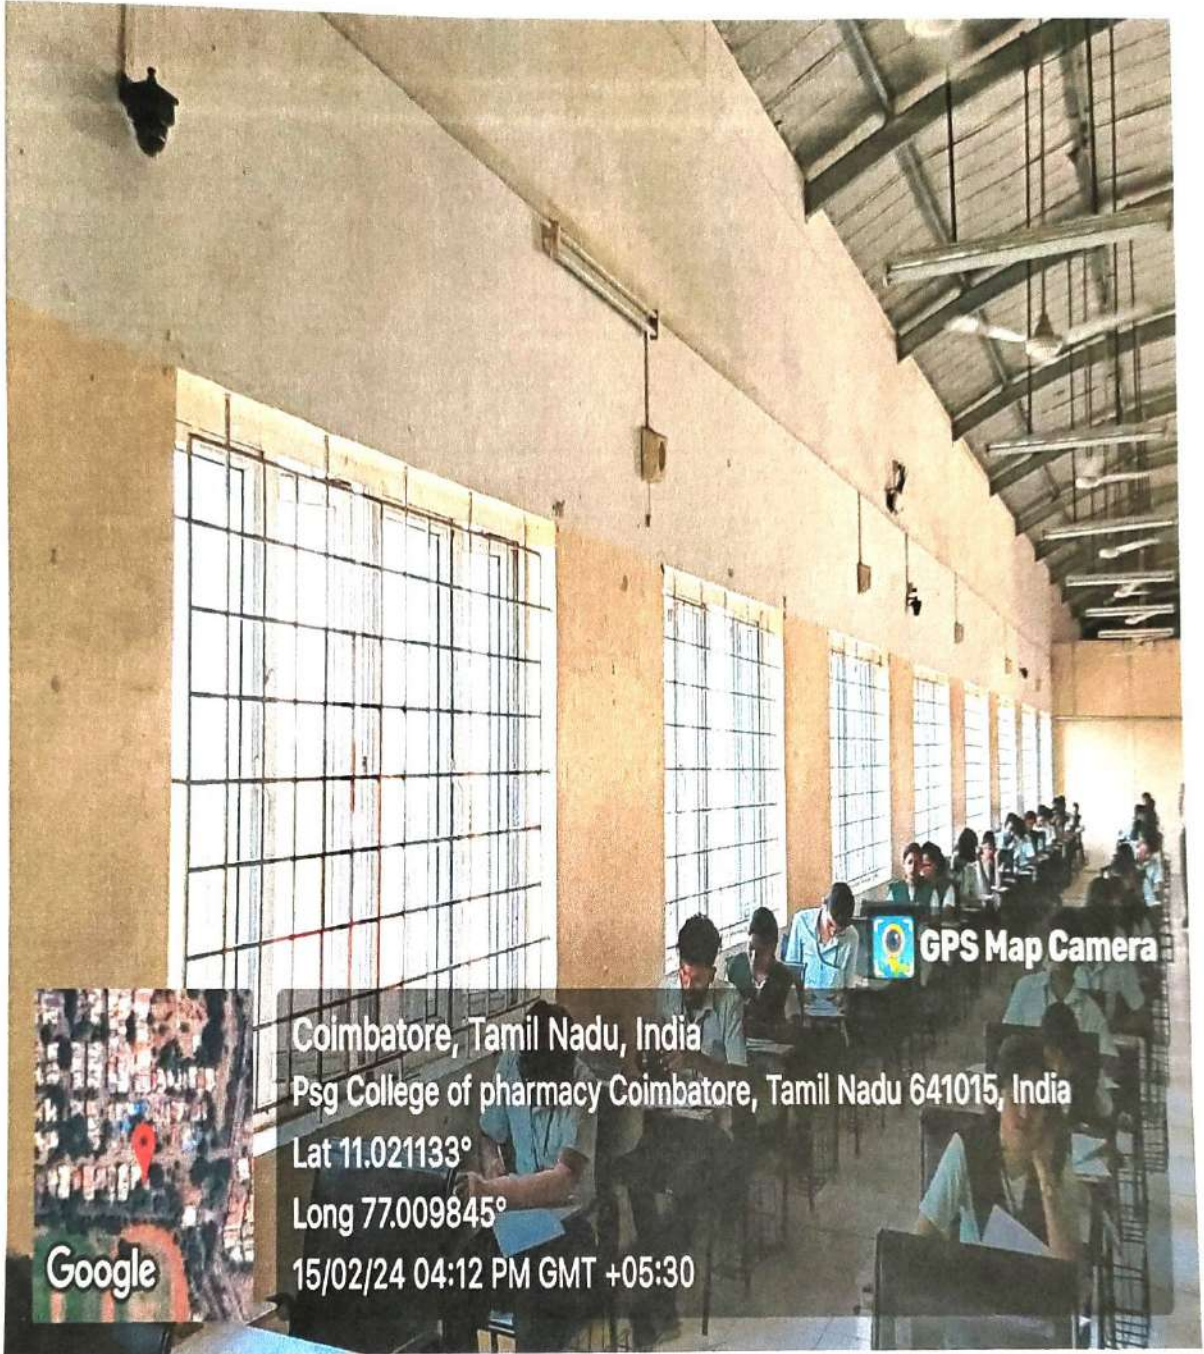 GPS Map Camera
Coimbatore, Tamil Nadu, India
Psg College of pharmacy Coimbatore, Tamil Nadu 641015, India
Lat 11.021133°
Long 77.009845°
15/02/24 04:12 PM GMT +05:30
Google